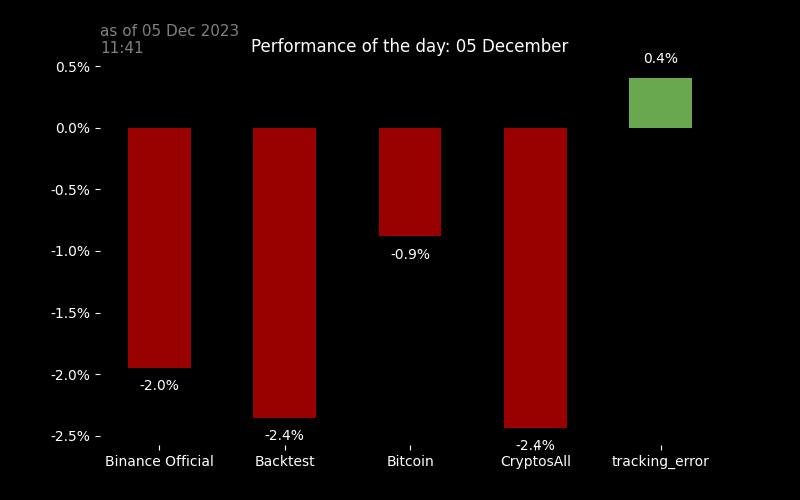 as of 05 Dec 2023
11:41
Performance of the day: 05 December
0.5%
0.4%
0.0%
-0.5%
-0.9%
-1.0%
-1.5%
-2.0%
-2.0%
-2.4%
-2.4%
-2.5%
Binance Official
Backtest
Bitcoin
CryptosAll
tracking_error